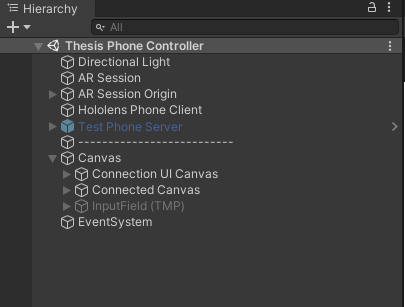 Hierarchy
All
Thesis Phone Controller
Directional Light
AR Session
AR Session Origin
Hololens Phone Client
Test Phone Server
--------------------------
Canvas
Connection UI Canvas
Connected Canvas
InputField (TMP)
EventSystem